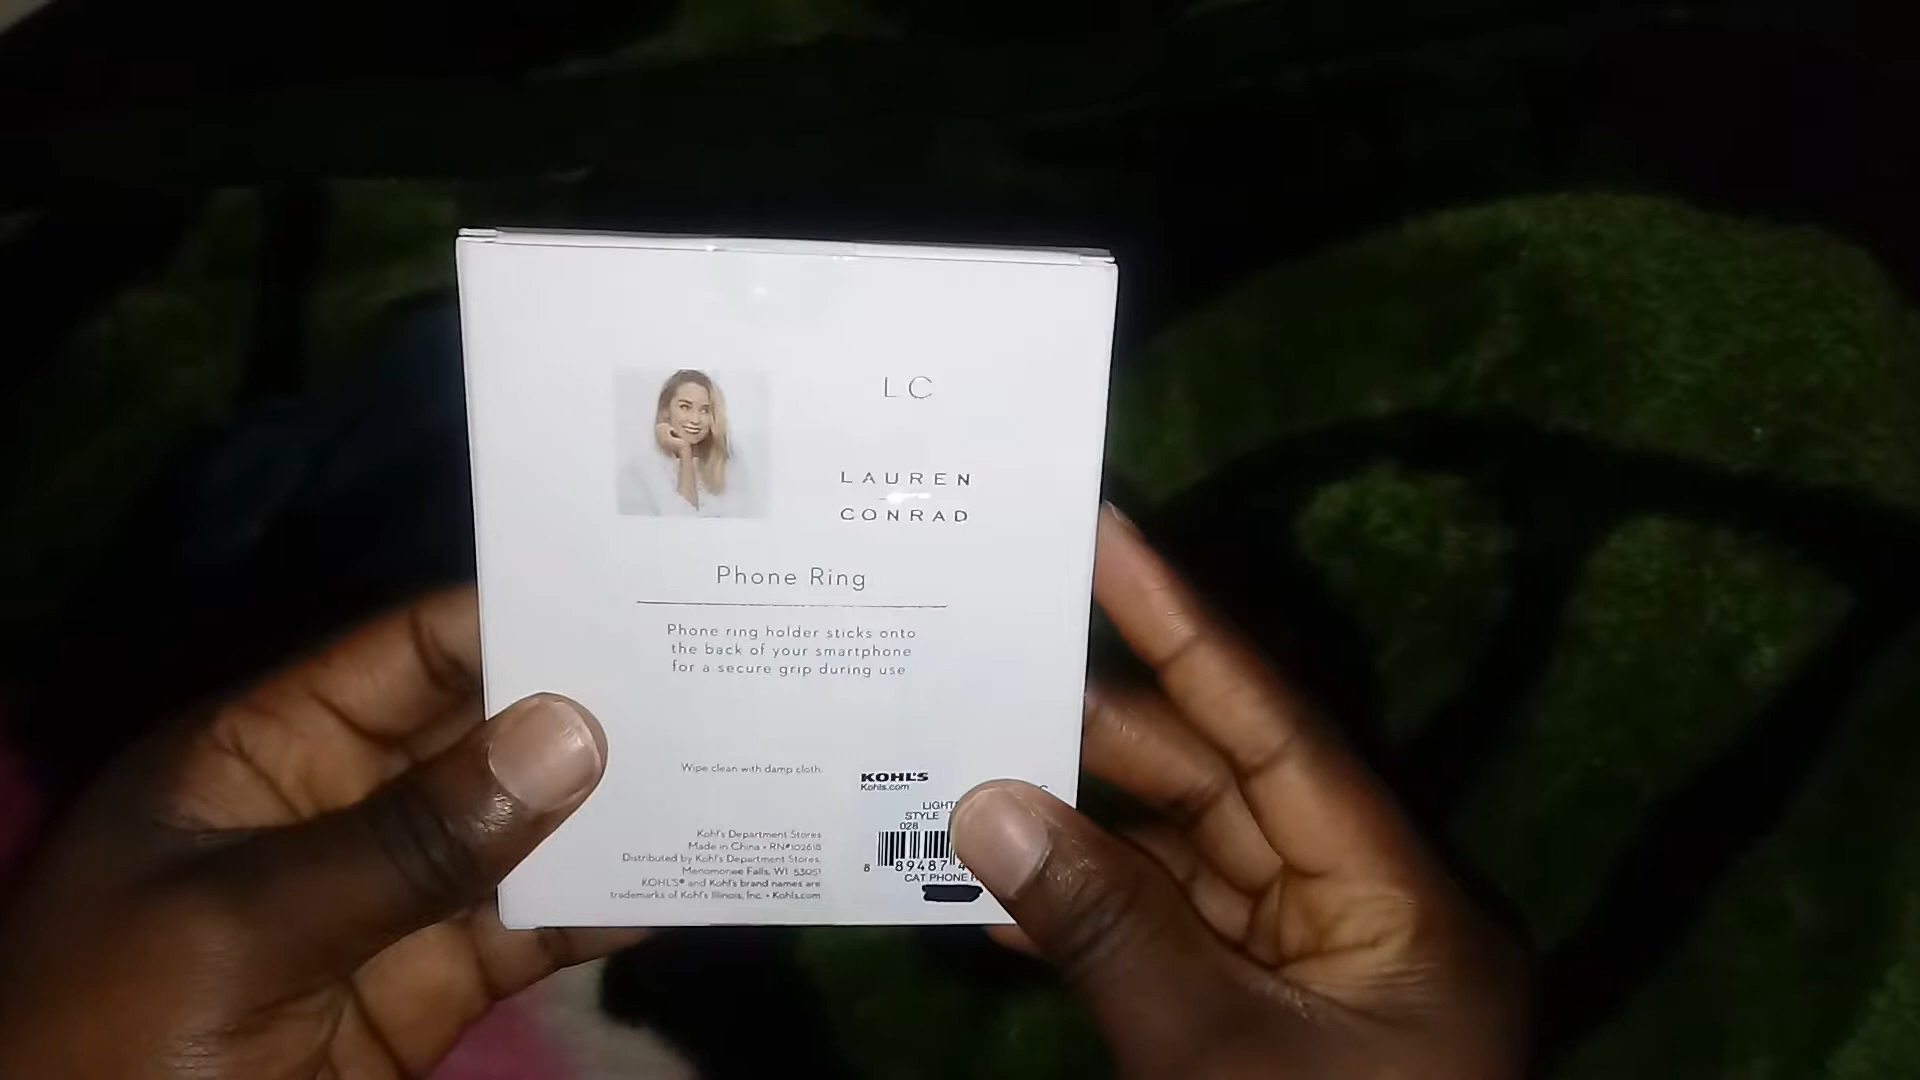 LC
LAUREN
CONRAD
Phone Ring
Phone ring holder sticks onto
the back of your smartphone
for a secure grip during use
Wipe clean with damp cloth.
KOHL'S
Kohls.com
STYLE
028
8 89487
CAT PHONE
Kohl's Department Stores
Made in China • RN#102618
Distributed by Kohl's Department Stores,
Menomonee Falls, WI 53051
KOHL'S® and Kohl's brand names are
trademarks of Kohl's Illinois, Inc. • Kohls.com